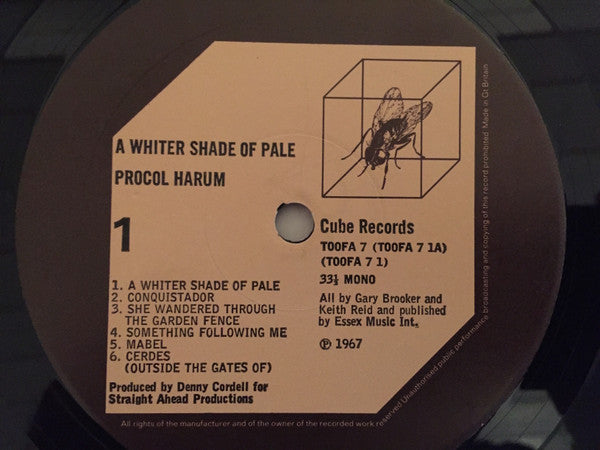 A WHITER SHADE OF PALE
PROCOL HARUM
1
1. A WHITER SHADE OF PALE
2. CONQUISTADOR
3. SHE WANDERED THROUGH
THE GARDEN FENCE
4. SOMETHING FOLLOWING ME
5. MABEL
6. CERDES
(OUTSIDE THE GATES OF)
Produced by Denny Cordell for
Straight Ahead Productions
Cube Records
TOOFA 7 (TOOFA 7 1A)
(TOOFA 7 1)
33⅓ MONO
All by Gary Brooker and
Keith Reid and published
by Essex Music Int.
℗ 1967
All rights of the manufacturer and of the owner of the recorded work reserved Unauthorised public performance broadcasting and copying of this record prohibited Made in Gt Britain